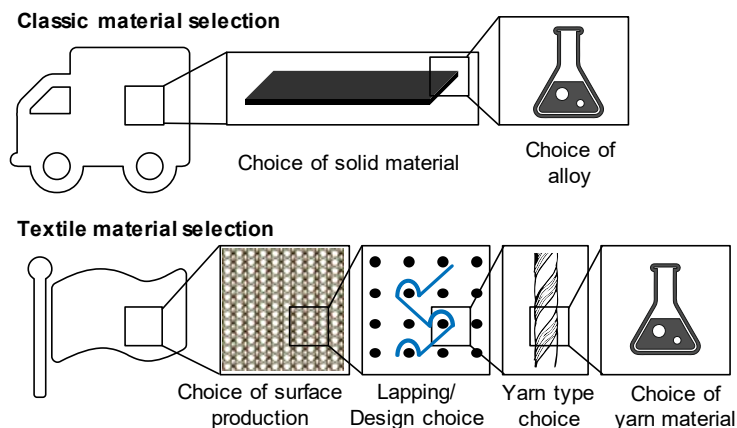 Classic material selection
Choice of solid material
Choice of
alloy
Textile material selection
Choice of surface
production
Lapping/
Design choice
Yarn type
choice
Choice of
yarn material